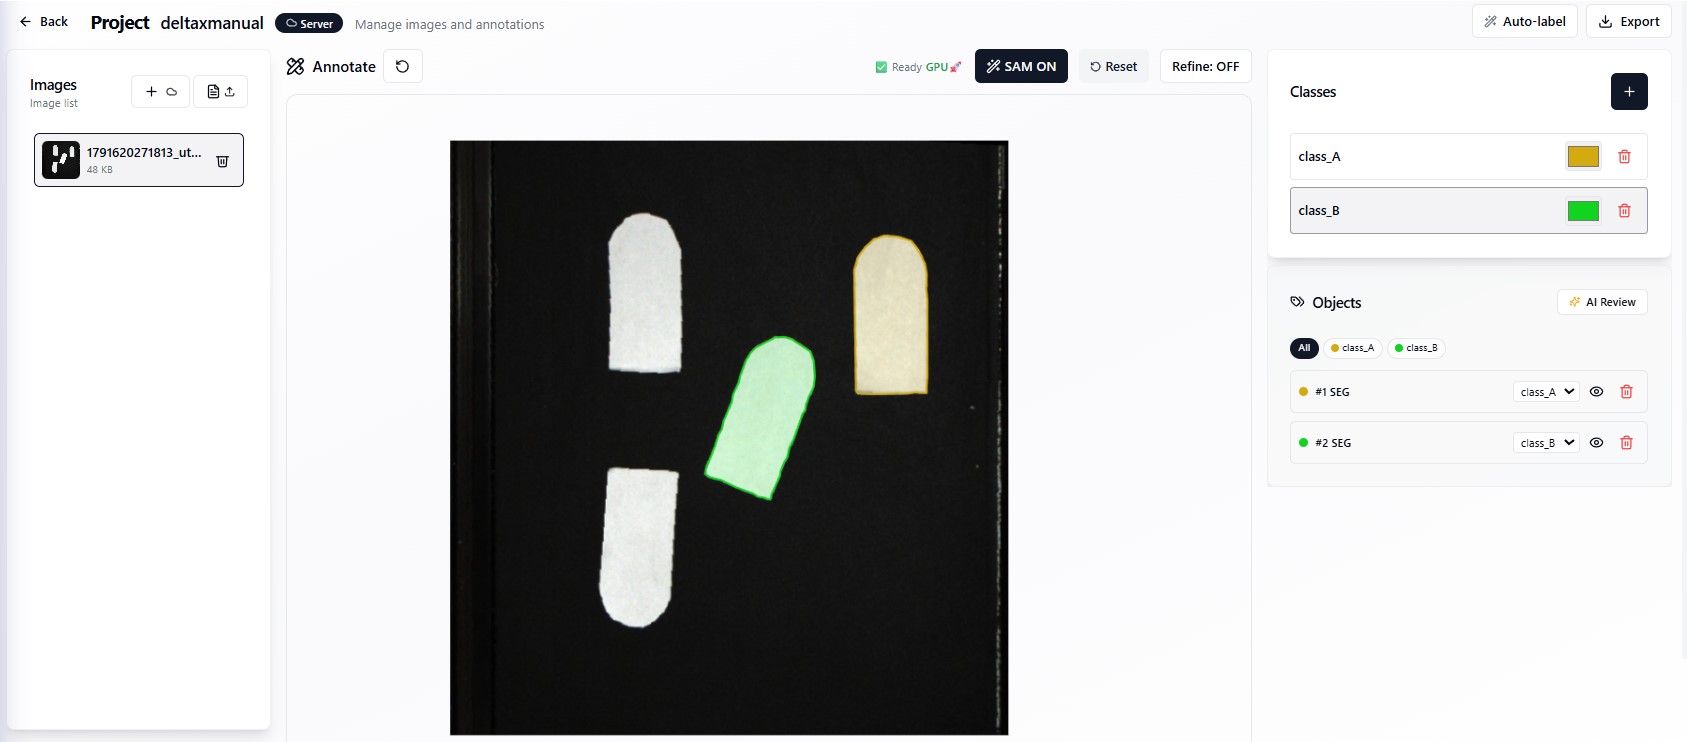 Back
Project deltaxmanual
Server
Manage images and annotations
Auto-label
Export
Images
Image list
1791620271813_ut...
48 KB
Annotate
Ready GPU
SAM ON
Reset
Refine: OFF
Classes
class_A
class_B
Objects
AI Review
All
class_A
class_B
#1 SEG
class_A
#2 SEG
class_B